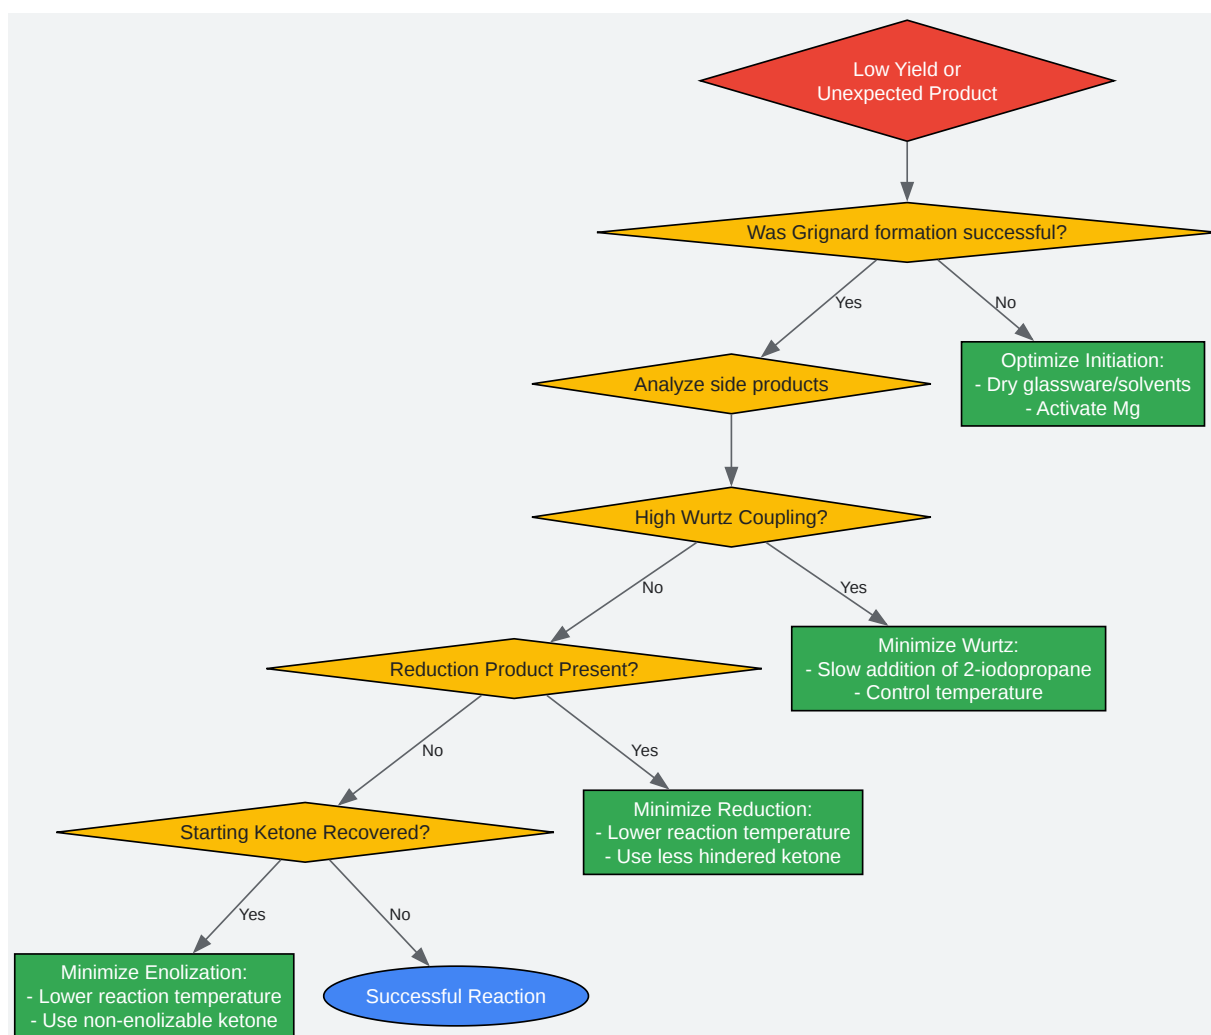 Low Yield or
Unexpected Product
Was Grignard formation successful?
Yes
No
Analyze side products
Optimize Initiation:
- Dry glassware/solvents
- Activate Mg
High Wurtz Coupling?
No
Yes
Reduction Product Present?
Minimize Wurtz:
- Slow addition of 2-iodopropane
- Control temperature
No
Yes
Starting Ketone Recovered?
Minimize Reduction:
- Lower reaction temperature
- Use less hindered ketone
Yes
No
Minimize Enolization:
- Lower reaction temperature
- Use non-enolizable ketone
Successful Reaction